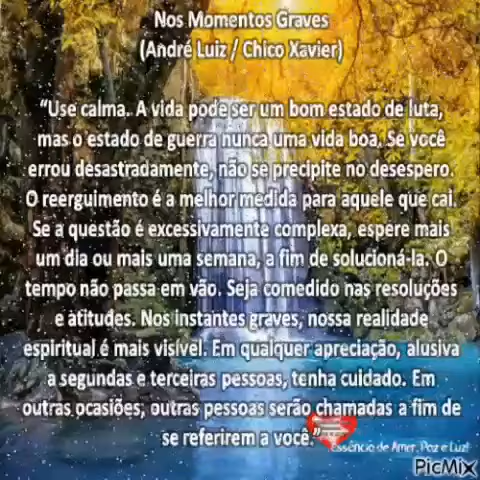 Nos Momentos Graves
(André Luiz / Chico Xavier)
“Use calma. A vida pode ser um bom estado de luta,
mas o estado de guerra nunca uma vida boa. Se você
errou desastradamente, não se precipite no desespero.
O reerguimento é a melhor medida para aquele que cai.
Se a questão é excessivamente complexa, espere mais
um dia ou mais uma semana, a fim de solucioná-la. O
tempo não passa em vão. Seja comedido nas resoluções
e atitudes. Nos instantes graves, nossa realidade
espiritual é mais visível. Em qualquer apreciação, alusiva
a segundas e terceiras pessoas, tenha cuidado. Em
outras ocasiões, outras pessoas serão chamadas a fim de
se referirem a você.”
Essência de Amor, Paz e Luz!
PicMix